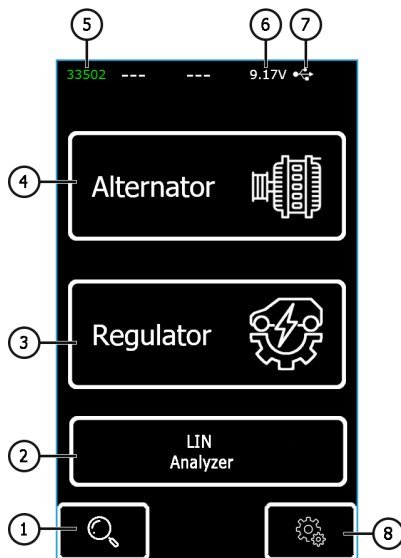 5 6 7
33502 --- --- 9.17V
4
Alternator
3
Regulator
2
LIN
Analyzer
1
8